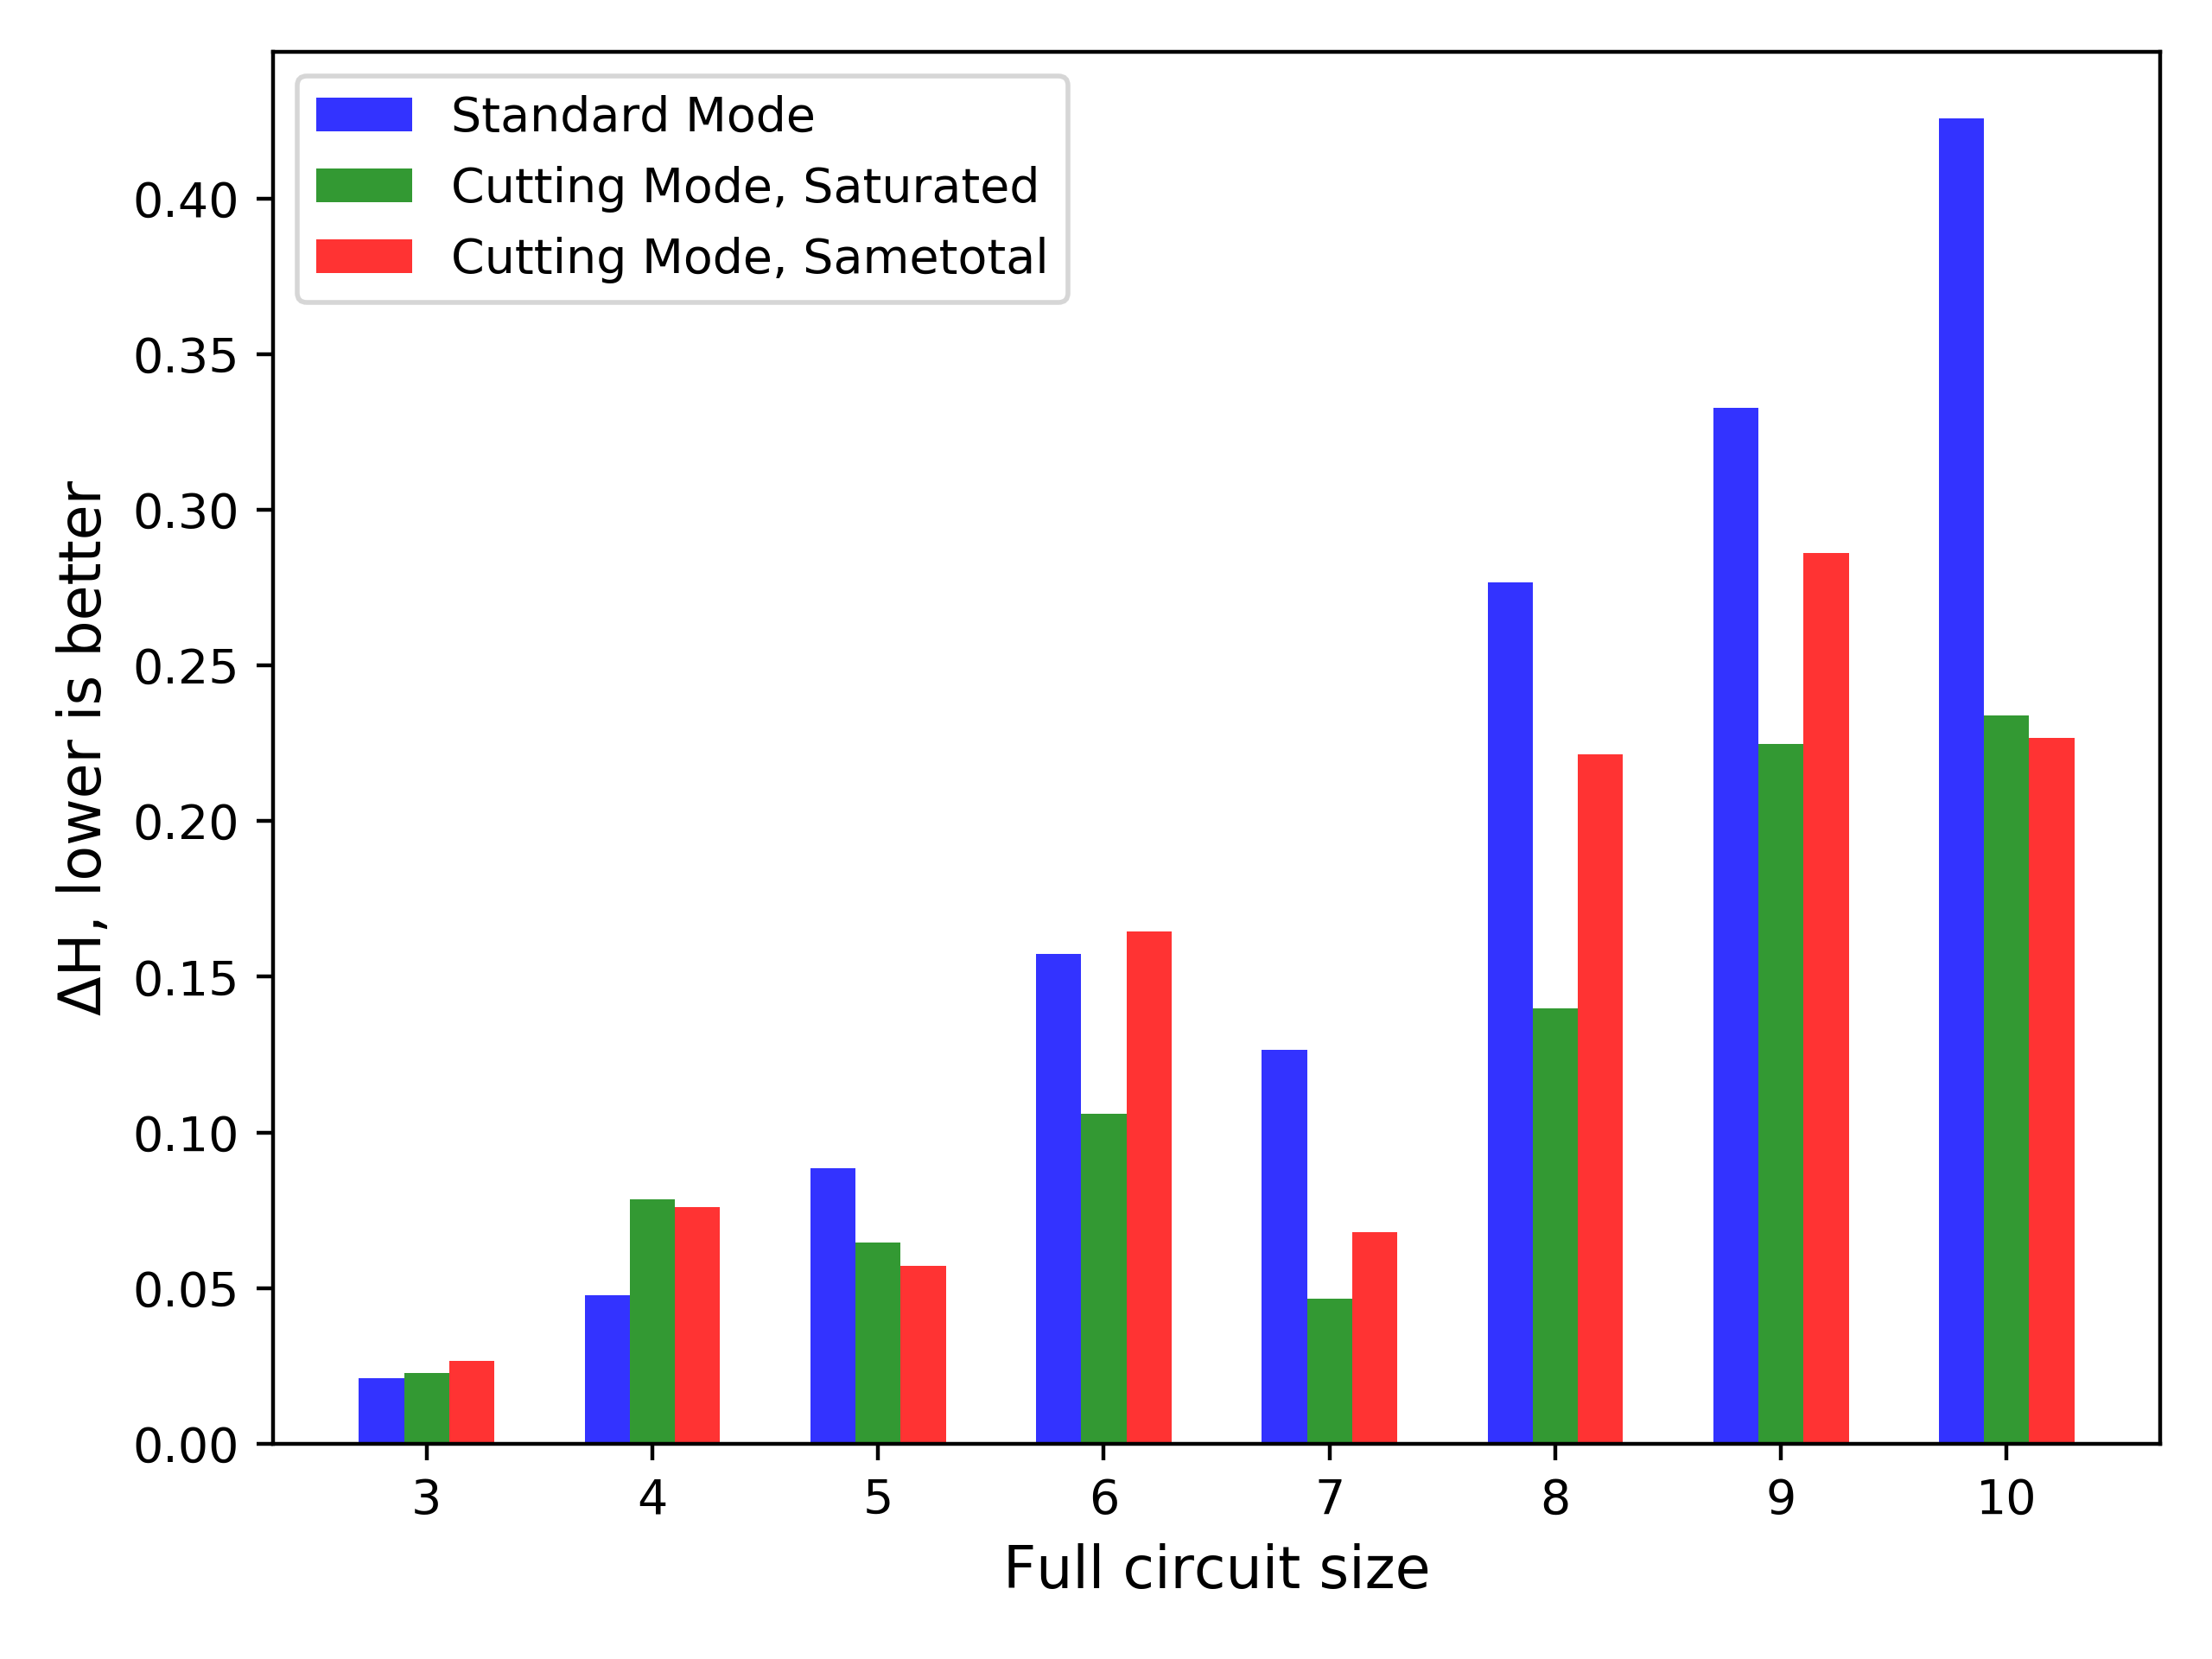 Standard Mode
Cutting Mode, Saturated
Cutting Mode, Sametotal
0.40
0.35
0.30
0.25
0.20
0.15
0.10
0.05
0.00
ΔH, lower is better
3 4 5 6 7 8 9 10
Full circuit size